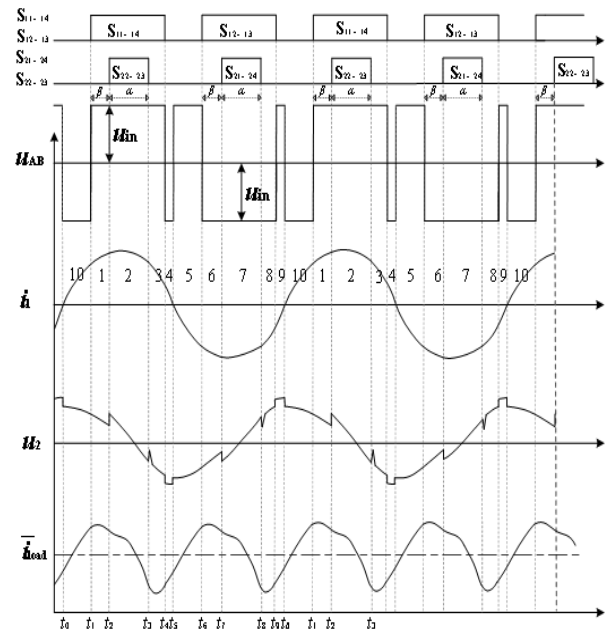 S11-14
S12-13
S11-14 S12-13 S11-14 S12-13
S21-24
S22-23
S22-23 S21-24 S22-23 S21-24 S22-23
β α β α β α β α β
uAB
uin
uin
i1
10 1 2 3 4 5 6 7 8 9 10 1 2 3 4 5 6 7 8 9 10
u2
iload
t0 t1 t2 t3 t4 t5 t6 t7 t8 t9 t0 t1 t2 t3